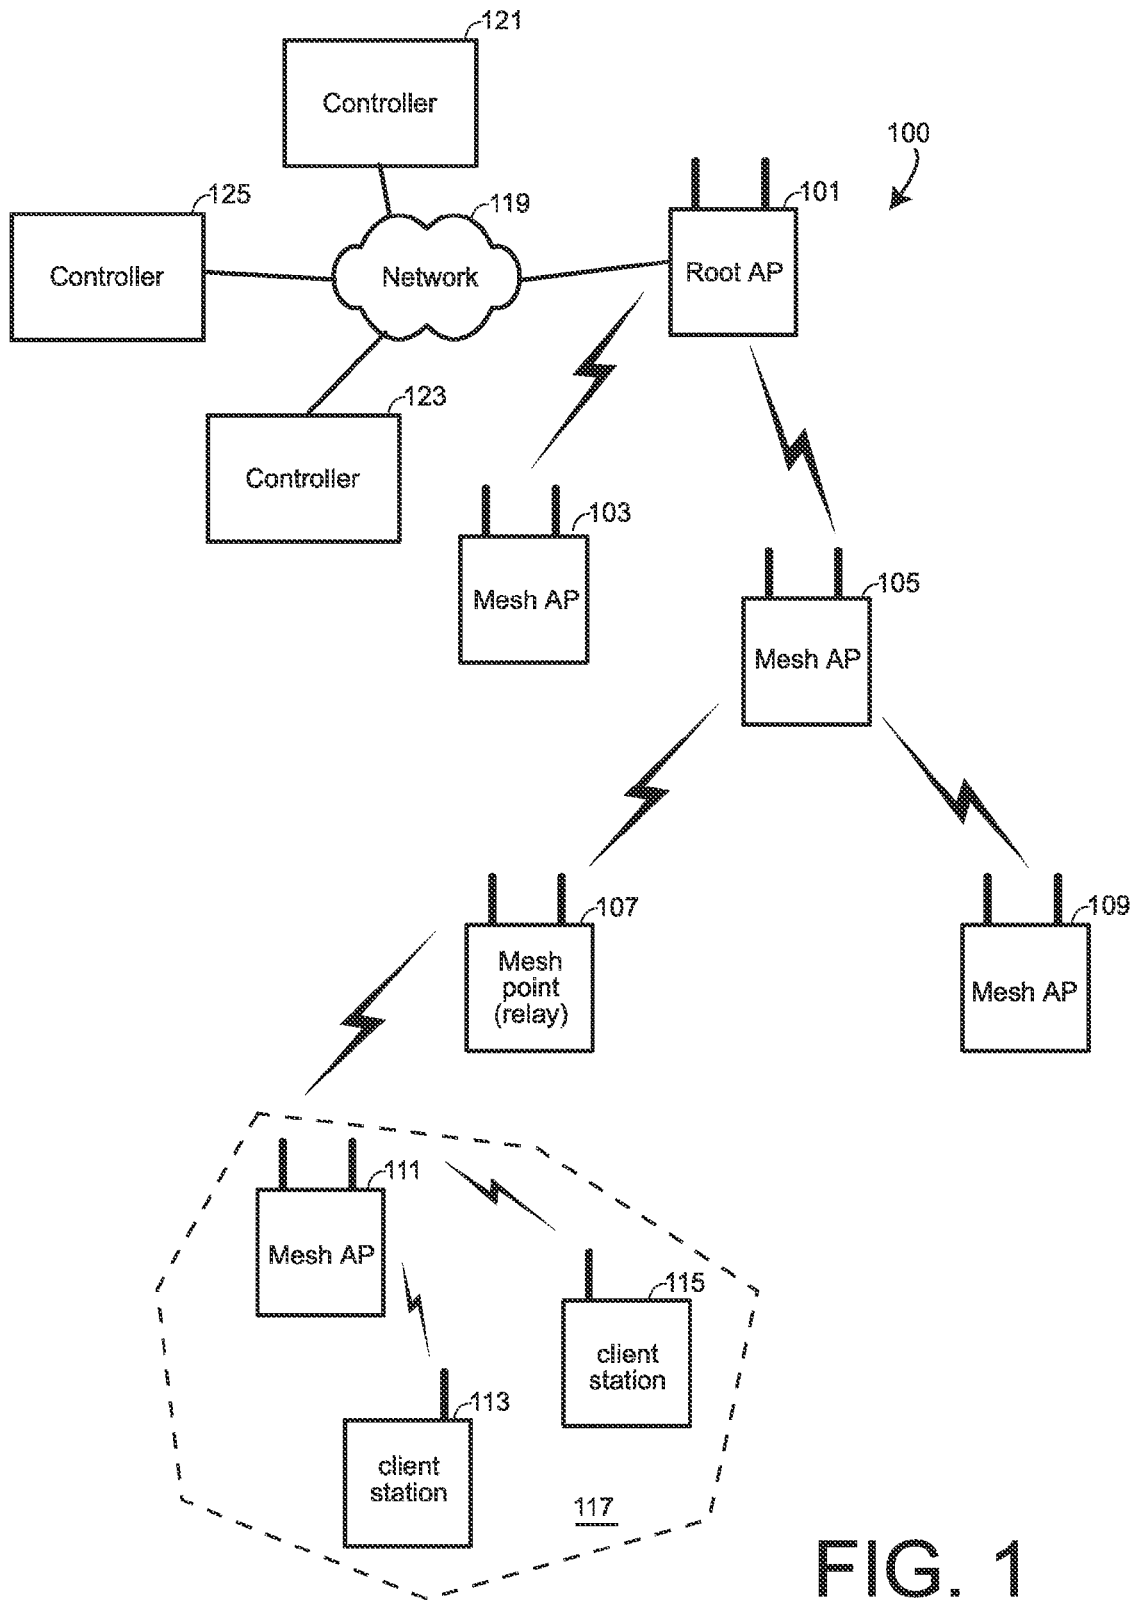 121
Controller
100
125
119
101
Controller
Network
Root AP
123
Controller
103
Mesh AP
105
Mesh AP
107
Mesh
point
(relay)
109
Mesh AP
111
Mesh AP
115
client
station
113
client
station
117
FIG. 1